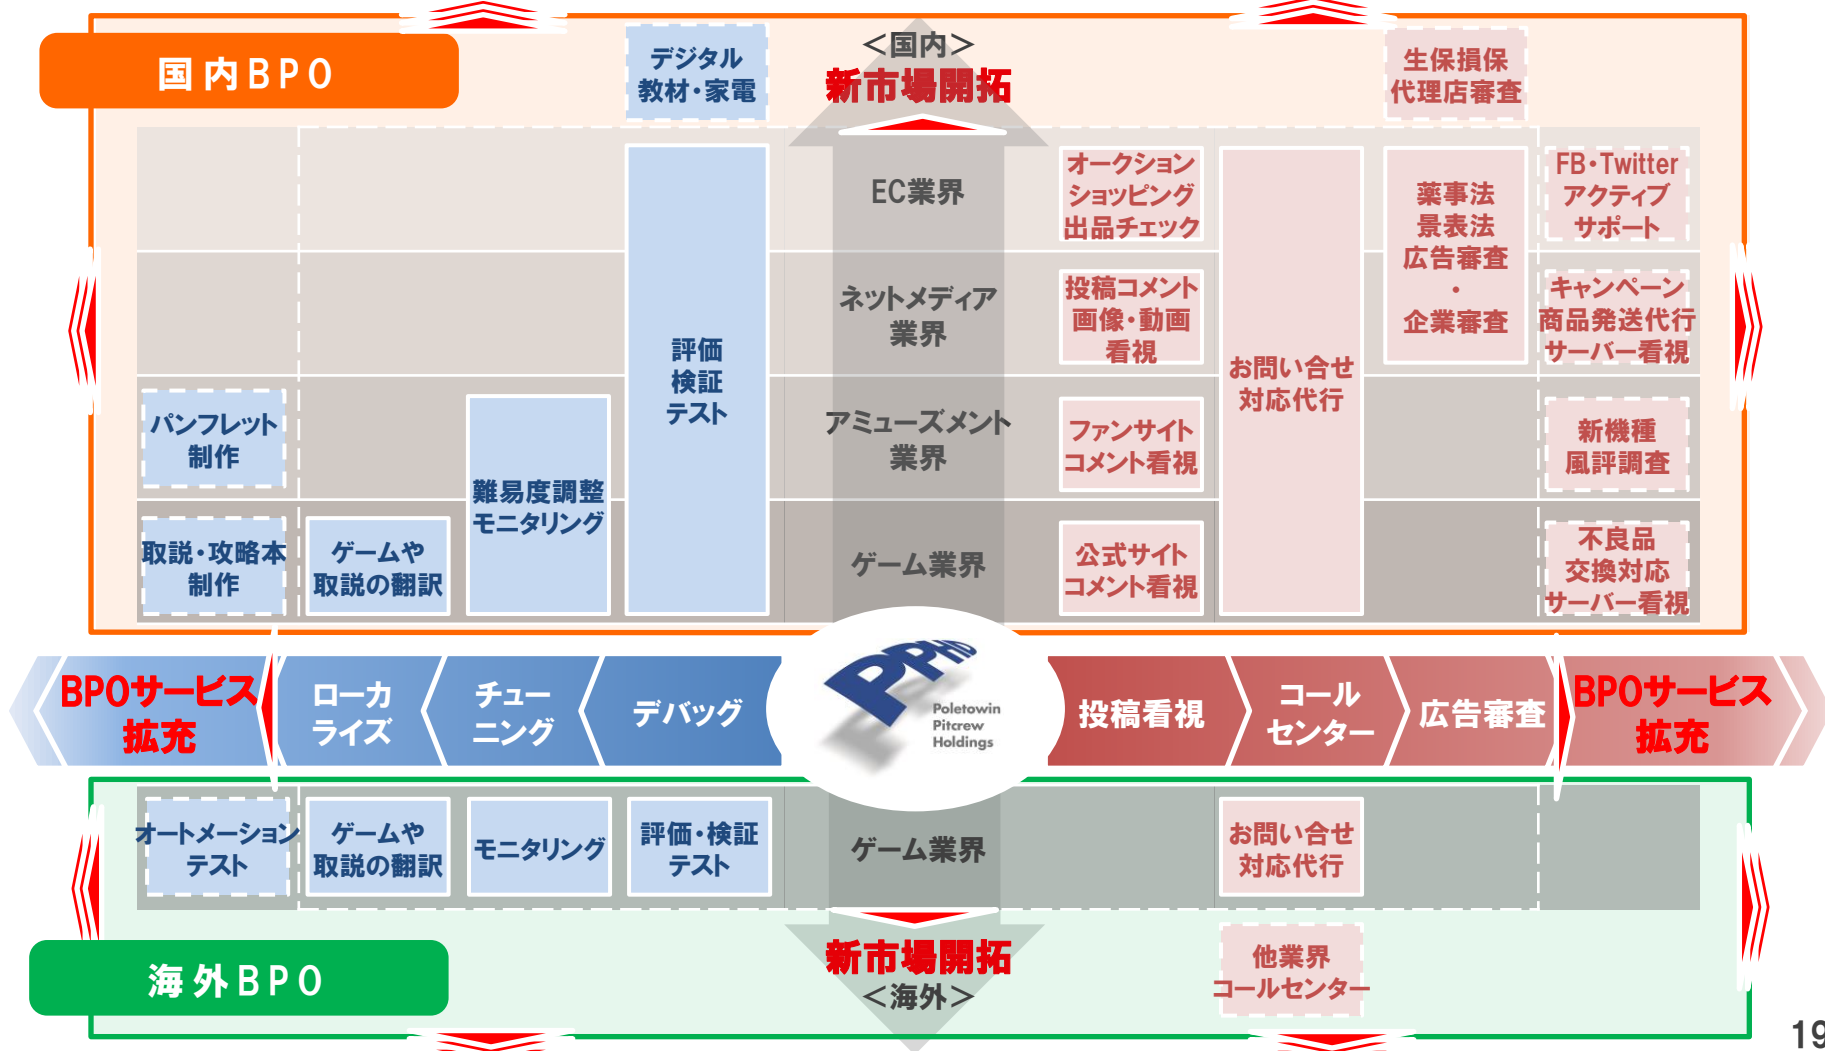 国内BPO
デジタル
教材・家電
＜国内＞
新市場開拓
生保損保
代理店審査
EC業界
オークション
ショッピング
出品チェック
薬事法
景表法
広告審査
・
企業審査
FB・Twitter
アクティブ
サポート
ネットメディア
業界
投稿コメント
画像・動画
看視
キャンペーン
商品発送代行
サーバー看視
評価
検証
テスト
お問い合せ
対応代行
パンフレット
制作
アミューズメント
業界
ファンサイト
コメント看視
新機種
風評調査
難易度調整
モニタリング
取説・攻略本
制作
ゲームや
取説の翻訳
ゲーム業界
公式サイト
コメント看視
不良品
交換対応
サーバー看視
BPOサービス
拡充
ローカ
ライズ
チュー
ニング
デバッグ
PPHD
Poletowin
Pitcrew
Holdings
投稿看視
コール
センター
広告審査
BPOサービス
拡充
オートメーション
テスト
ゲームや
取説の翻訳
モニタリング
評価・検証
テスト
ゲーム業界
お問い合せ
対応代行
海外BPO
新市場開拓
＜海外＞
他業界
コールセンター
19